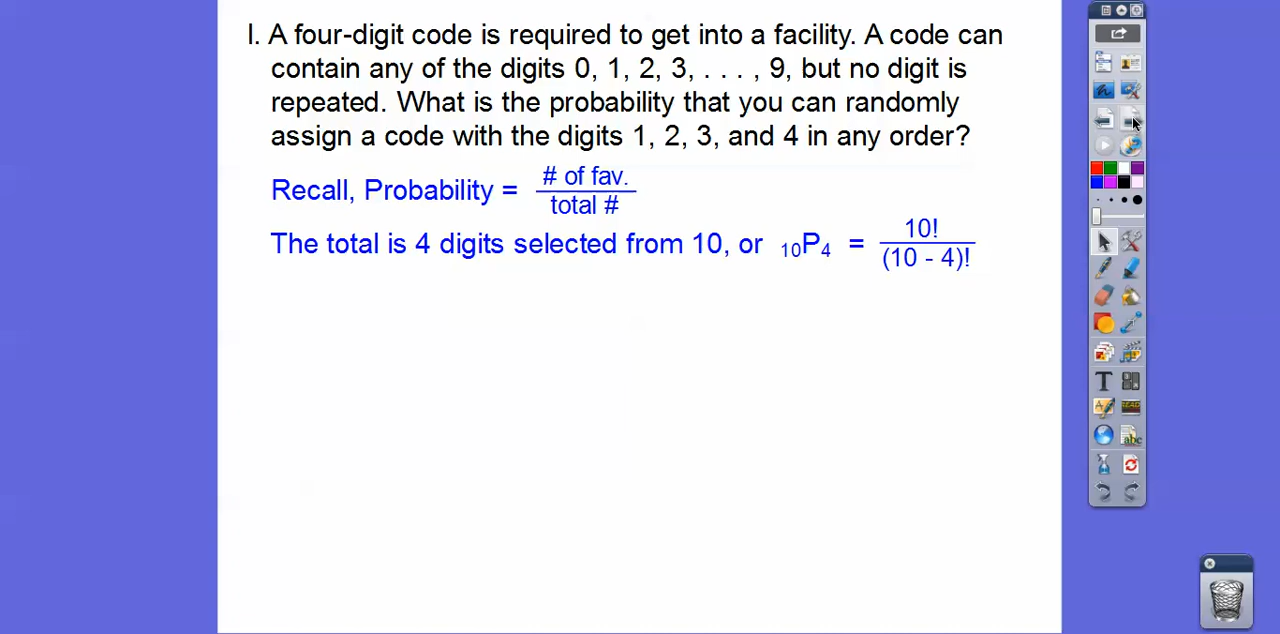 I. A four-digit code is required to get into a facility. A code can
contain any of the digits 0, 1, 2, 3, . . . , 9, but no digit is
repeated. What is the probability that you can randomly
assign a code with the digits 1, 2, 3, and 4 in any order?
Recall, Probability = # of fav. / total #
The total is 4 digits selected from 10, or ₁₀P₄ = 10! / (10 - 4)!